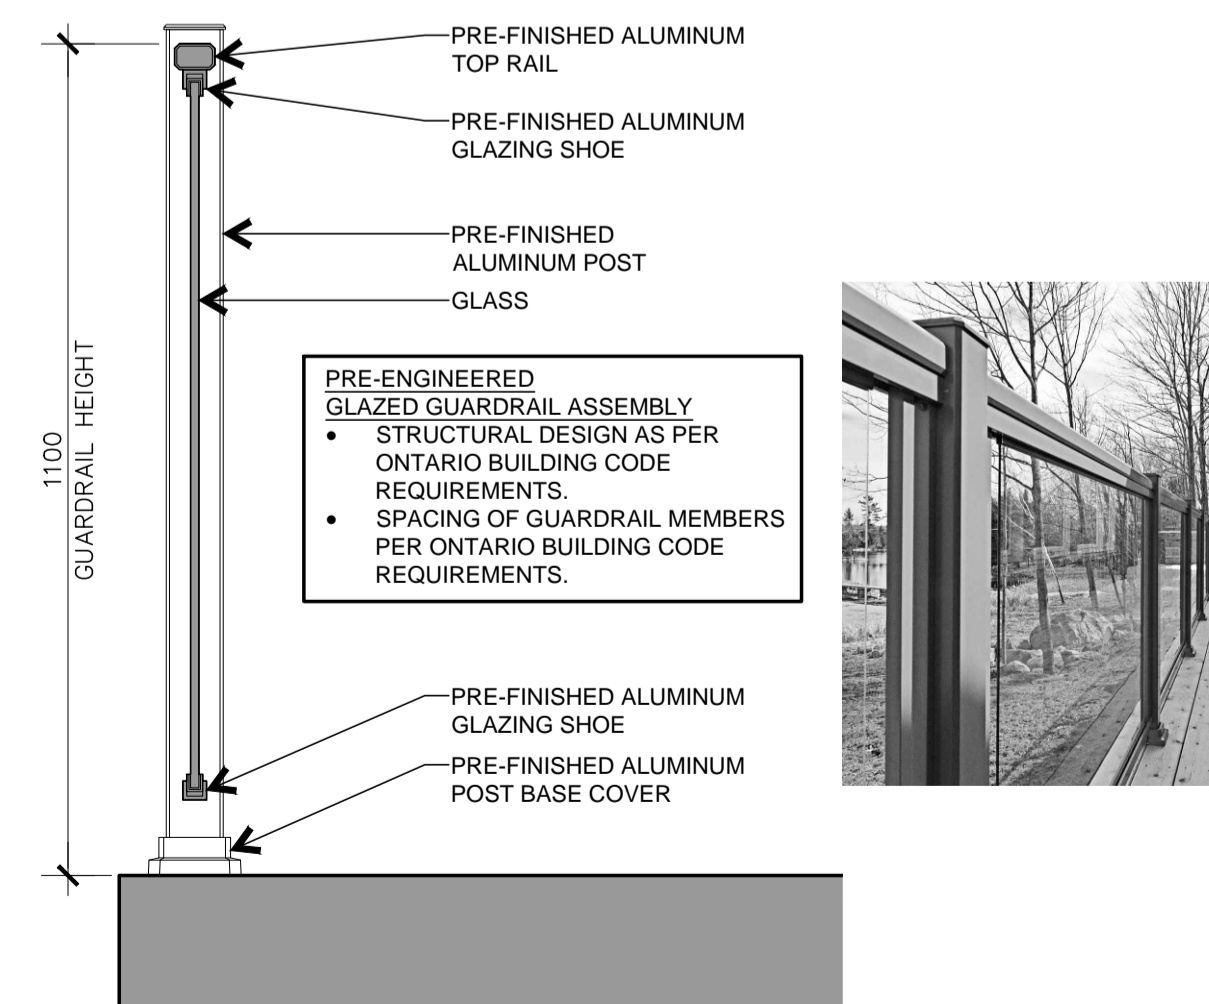 PRE-FINISHED ALUMINUM
TOP RAIL
PRE-FINISHED ALUMINUM
GLAZING SHOE
PRE-FINISHED
ALUMINUM POST
GLASS
1100
GUARDRAIL HEIGHT
PRE-ENGINEERED
GLAZED GUARDRAIL ASSEMBLY
• STRUCTURAL DESIGN AS PER
ONTARIO BUILDING CODE
REQUIREMENTS.
• SPACING OF GUARDRAIL MEMBERS
PER ONTARIO BUILDING CODE
REQUIREMENTS.
PRE-FINISHED ALUMINUM
GLAZING SHOE
PRE-FINISHED ALUMINUM
POST BASE COVER